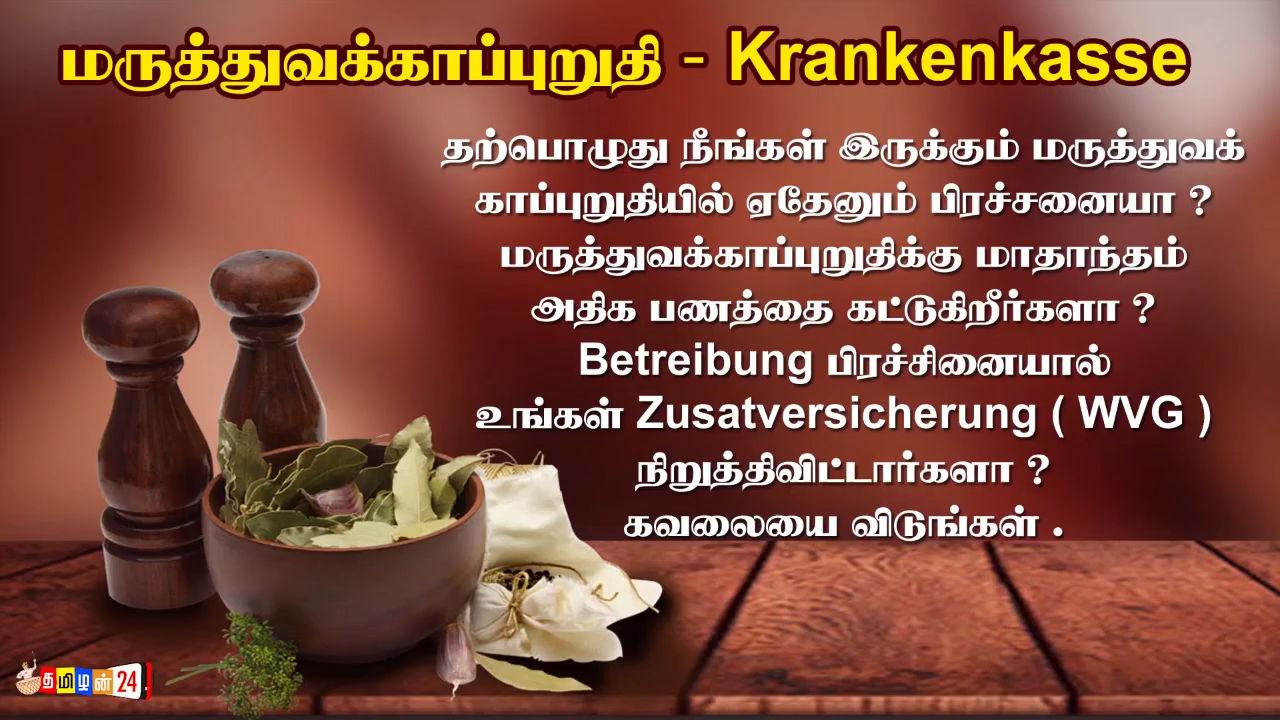 மருத்துவக்காப்புறுதி - Krankenkasse
தற்பொழுது நீங்கள் இருக்கும் மருத்துவக்
காப்புறுதியில் ஏதேனும் பிரச்சனையா ?
மருத்துவக்காப்புறுதிக்கு மாதாந்தம்
அதிக பணத்தை கட்டுகிறீர்களா ?
Betreibung பிரச்சினையால்
உங்கள் Zusatversicherung ( WVG )
நிறுத்திவிட்டார்களா ?
கவலையை விடுங்கள் .
தமிழன் 24